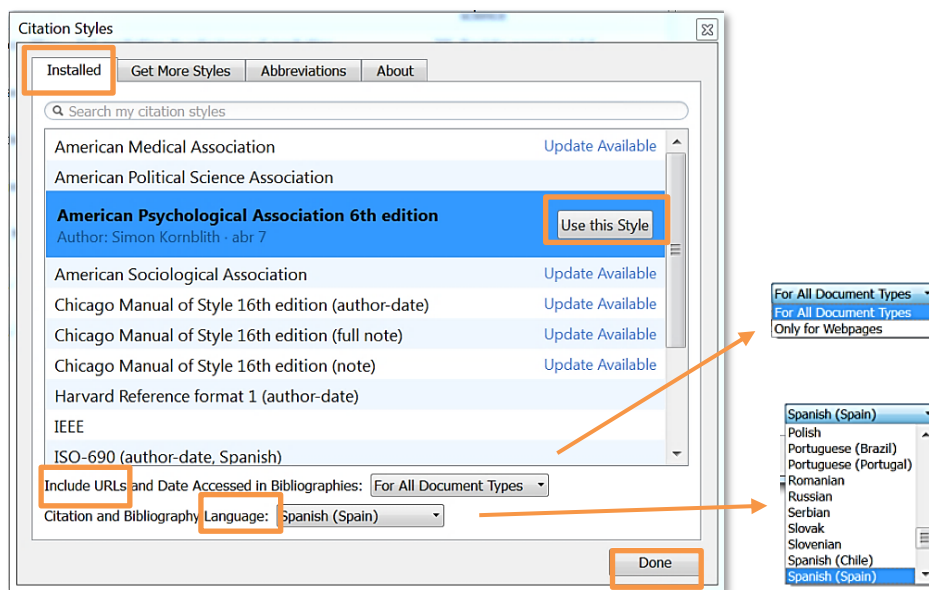 science
Citation Styles
Installed Get More Styles Abbreviations About
Search my citation styles
American Medical Association Update Available
American Political Science Association
American Psychological Association 6th edition
Author: Simon Kornblith - abr 7
Use this Style
American Sociological Association Update Available
Chicago Manual of Style 16th edition (author-date) Update Available
Chicago Manual of Style 16th edition (full note) Update Available
Chicago Manual of Style 16th edition (note) Update Available
Harvard Reference format 1 (author-date)
IEEE
ISO-690 (author-date, Spanish)
Include URLs and Date Accessed in Bibliographies: For All Document Types
Citation and Bibliography Language: Spanish (Spain)
Done
For All Document Types
For All Document Types
Only for Webpages
Spanish (Spain)
Polish
Portuguese (Brazil)
Portuguese (Portugal)
Romanian
Russian
Serbian
Slovak
Slovenian
Spanish (Chile)
Spanish (Spain)